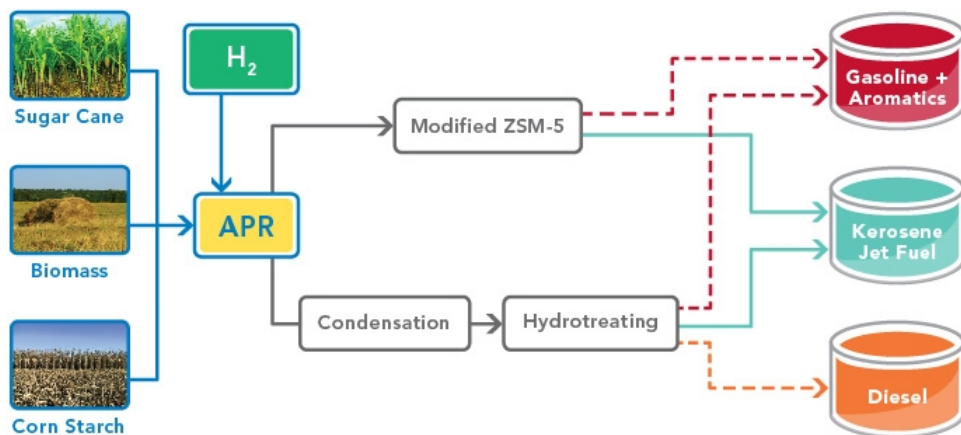 Sugar Cane
Biomass
Corn Starch
H2
APR
Modified ZSM-5
Condensation
Hydrotreating
Gasoline +
Aromatics
Kerosene
Jet Fuel
Diesel